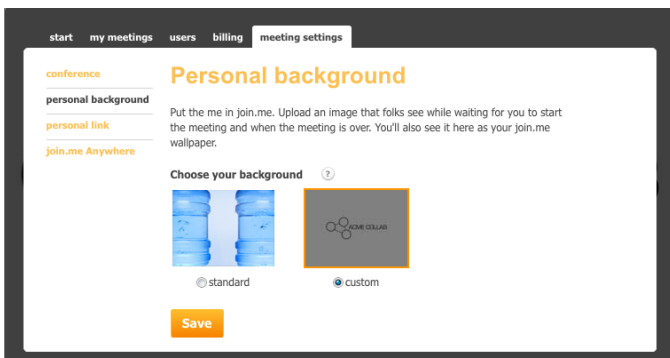 start my meetings users billing meeting settings
conference
personal background
personal link
join.me Anywhere
Personal background
Put the me in join.me. Upload an image that folks see while waiting for you to start
the meeting and when the meeting is over. You'll also see it here as your join.me
wallpaper.
Choose your background ?
ACME COLLAB
standard custom
Save